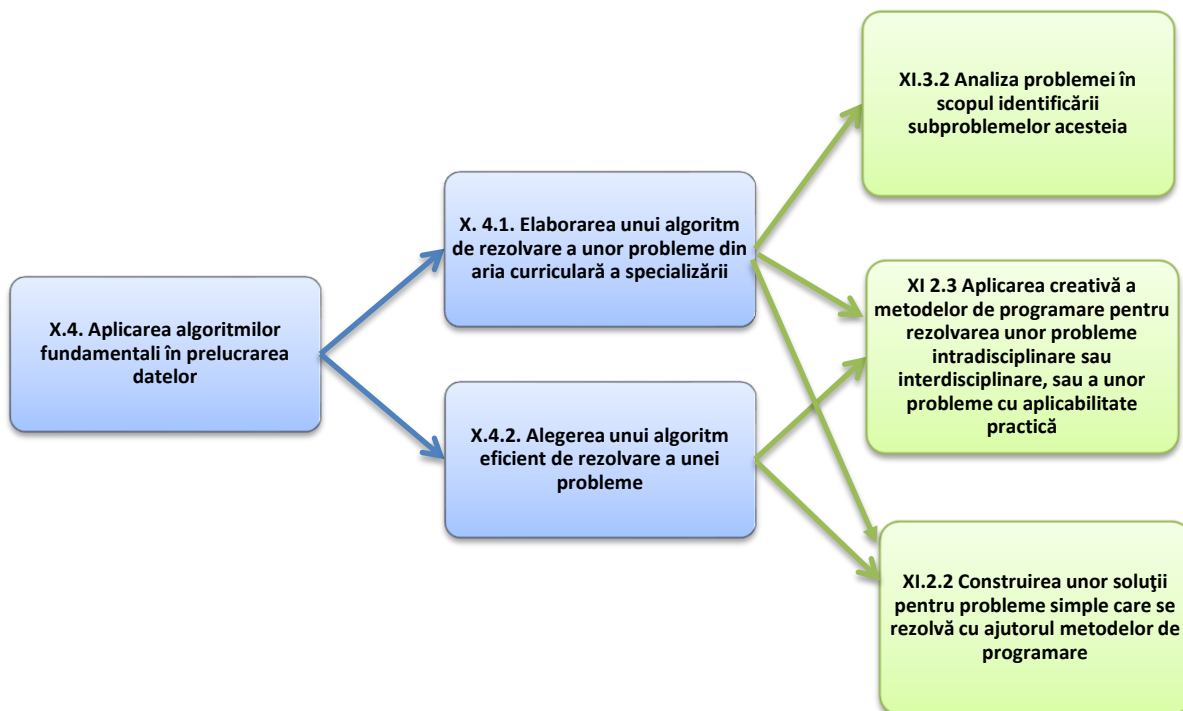 X.4. Aplicarea algoritmilor
fundamentali în prelucrarea
datelor
X. 4.1. Elaborarea unui algoritm
de rezolvare a unor probleme din
aria curriculară a specializării
X.4.2. Alegerea unui algoritm
eficient de rezolvare a unei
probleme
XI.3.2 Analiza problemei în
scopul identificării
subproblemelor acesteia
XI 2.3 Aplicarea creativă a
metodelor de programare pentru
rezolvarea unor probleme
intradisciplinare sau
interdisciplinare, sau a unor
probleme cu aplicabilitate
practică
XI.2.2 Construirea unor soluţii
pentru probleme simple care se
rezolvă cu ajutorul metodelor de
programare